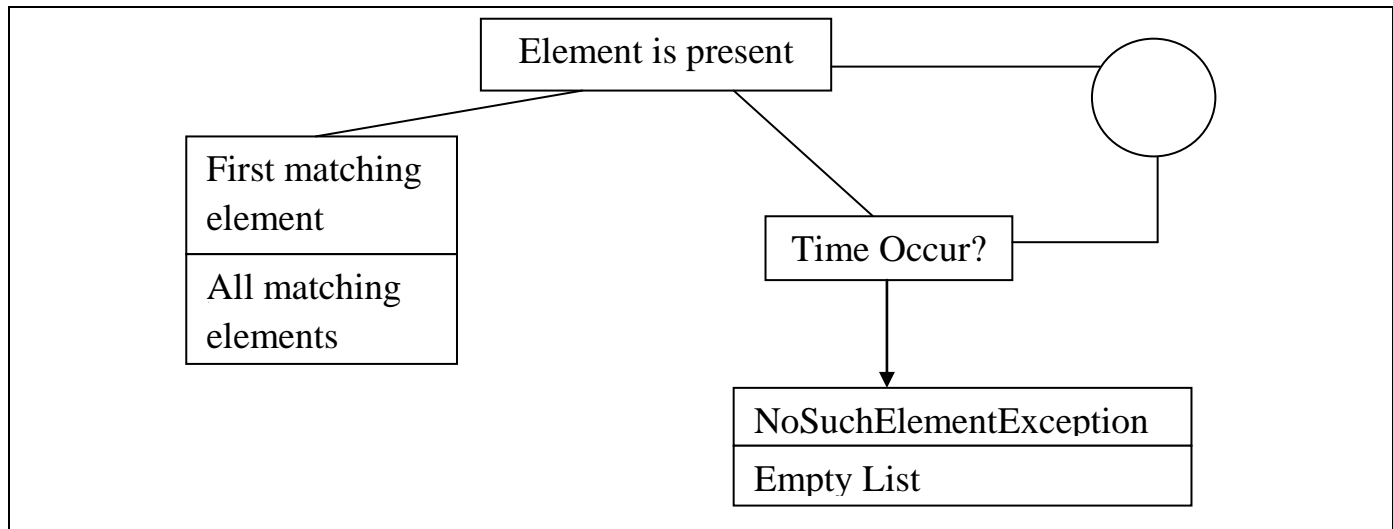 Element is present
First matching
element
All matching
elements
Time Occur?
NoSuchElementException
Empty List